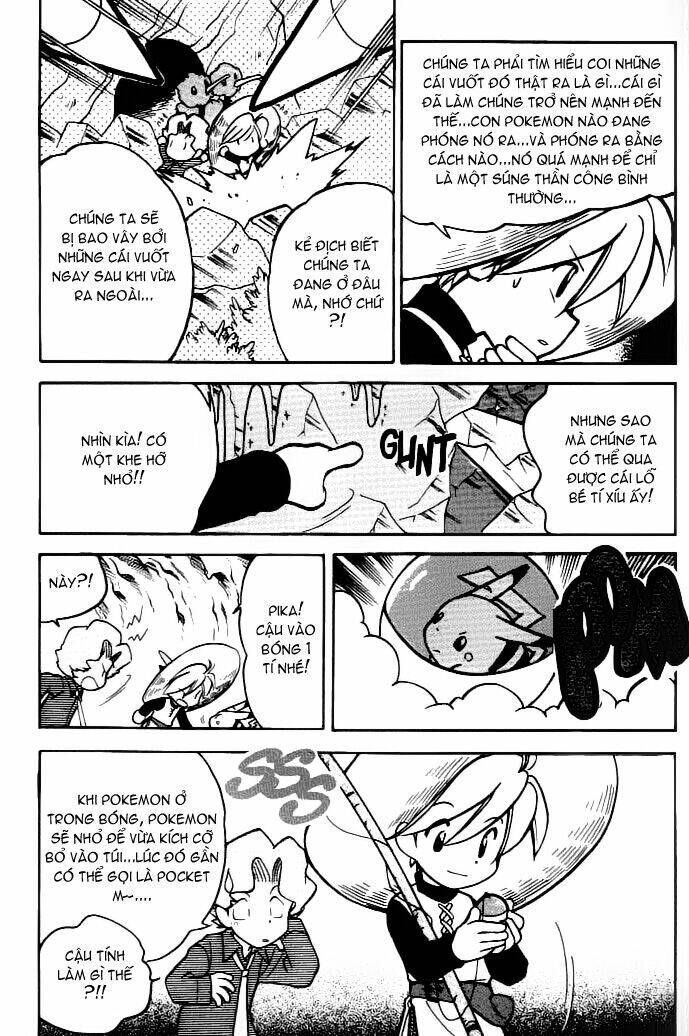 CHÚNG TA SẼ
BỊ BAO VÂY BỞI
NHỮNG CÁI VUỐT
NGAY SAU KHI VỪA
RA NGOÀI...
KẺ ĐỊCH BIẾT
CHÚNG TA
ĐANG Ở ĐÂU
MÀ, NHỚ CHỨ
?!
CHÚNG TA PHẢI TÌM HIỂU COI NHỮNG
CÁI VUỐT ĐÓ THẬT RA LÀ GÌ...CÁI GÌ
ĐÃ LÀM CHÚNG TRỞ NÊN MẠNH ĐẾN
THẾ...CON POKEMON NÀO ĐANG
PHÓNG NÓ RA...VÀ PHÓNG RA BẰNG
CÁCH NÀO...NÓ QUÁ MẠNH ĐỂ CHỈ
LÀ MỘT SÚNG THẦN CÔNG BÌNH
THƯỜNG...
NHÌN KÌA! CÓ
MỘT KHE HỠ
NHỎ!!
GUNT
NHƯNG SAO
MÀ CHÚNG TA
CÓ THỂ QUA
ĐƯỢC CÁI LỖ
BÉ TÍ XÍU ẤY!
NÀY?!
PIKA!
CẬU VÀO
BÓNG 1
TÍ NHÉ!
POM
KHI POKEMON Ở
TRONG BÓNG, POKEMON
SẼ NHỎ ĐỂ VỪA KÍCH CỠ
BỎ VÀO TÚI...LÚC ĐÓ GẦN
CÓ THỂ GỌI LÀ POCKET
M~....
SSS
CẬU TÍNH
LÀM GÌ THẾ
?!!